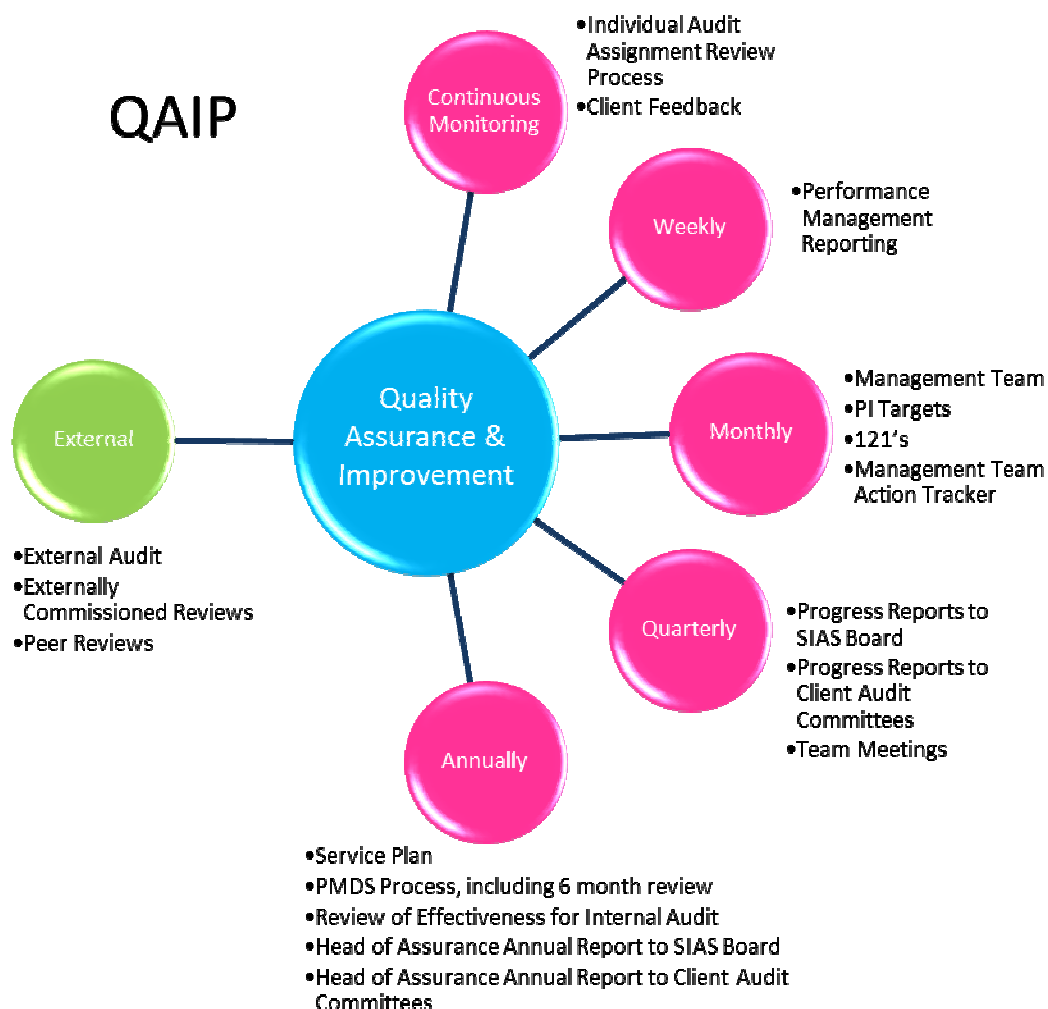 QAIP
Continuous
Monitoring
•Individual Audit
Assignment Review
Process
•Client Feedback
Weekly
•Performance
Management
Reporting
Monthly
•Management Team
•PI Targets
•121's
•Management Team
Action Tracker
Quality
Assurance &
Improvement
External
•External Audit
•Externally
Commissioned Reviews
•Peer Reviews
Quarterly
•Progress Reports to
SIAS Board
•Progress Reports to
Client Audit
Committees
•Team Meetings
Annually
•Service Plan
•PMDS Process, including 6 month review
•Review of Effectiveness for Internal Audit
•Head of Assurance Annual Report to SIAS Board
•Head of Assurance Annual Report to Client Audit
Committees